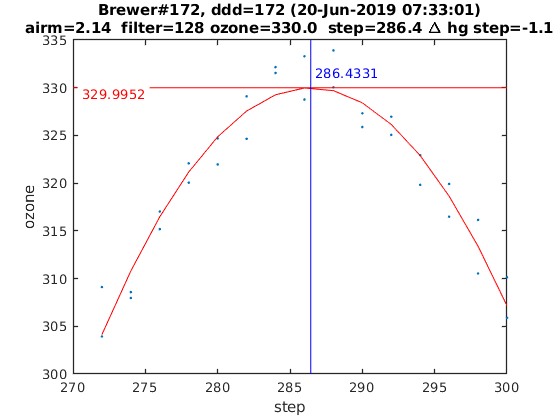 Brewer#172, ddd=172 (20-Jun-2019 07:33:01)
airm=2.14 filter=128 ozone=330.0 step=286.4 Δ hg step=-1.1
335
286.4331
330
329.9952
325
ozone
320
315
310
305
300
270 275 280 285 290 295 300
step